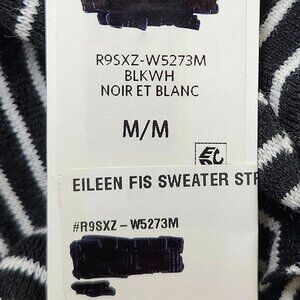 R9SXZ-W5273M
BLKWH
NOIR ET BLANC
M/M
EILEEN FIS SWEATER STR
#R9SXZ - W5273M